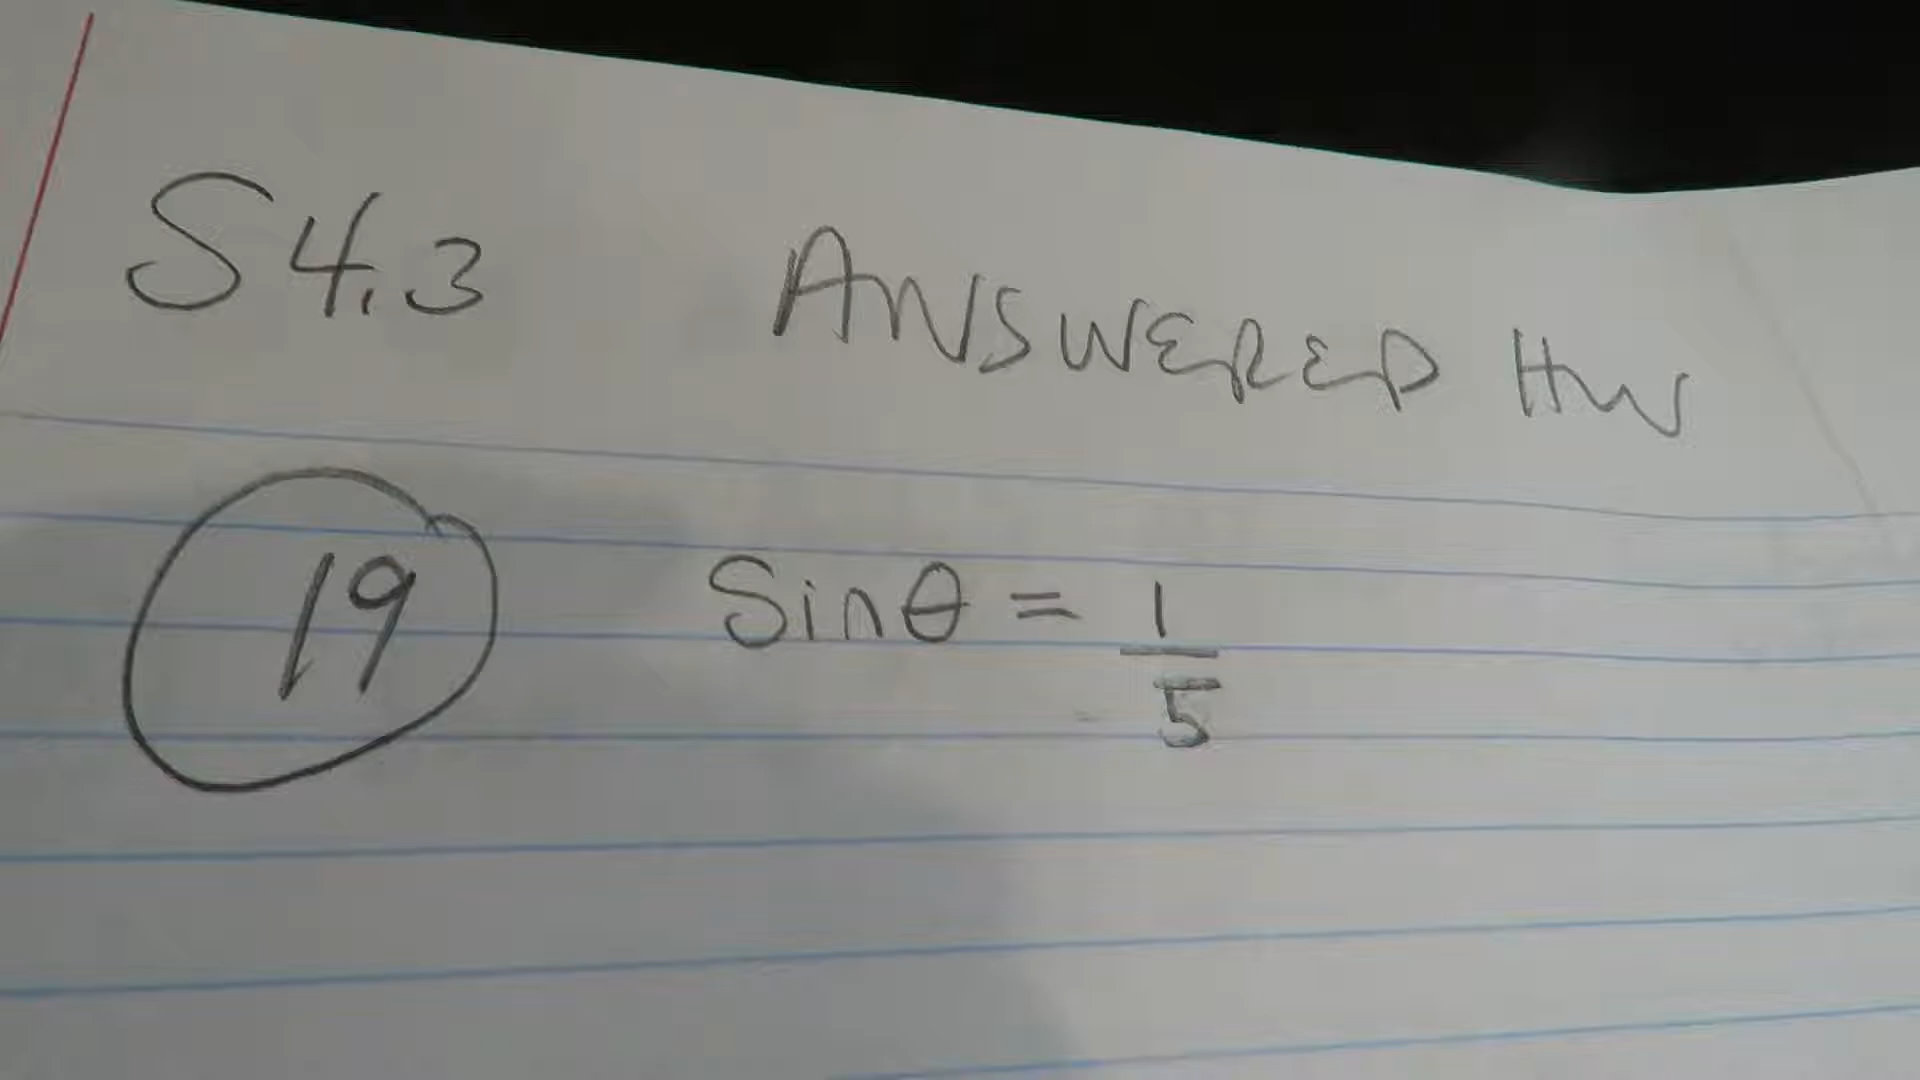 S4.3 ANSWERED HW
19 Sinθ = 1/5